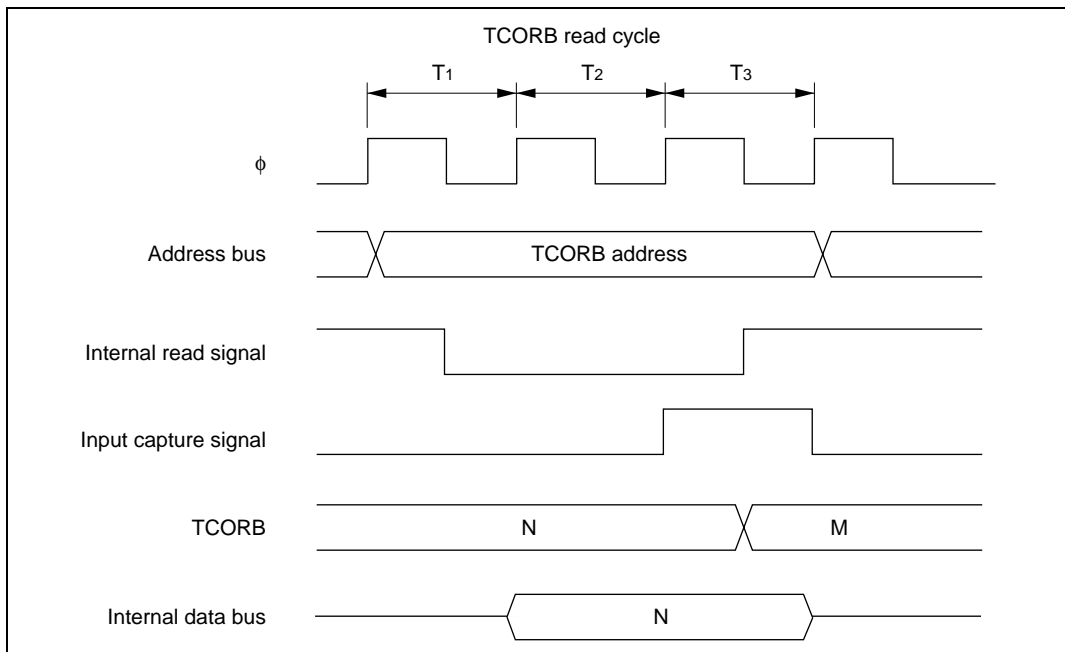 TCORB read cycle
T1 T2 T3
ϕ
Address bus TCORB address
Internal read signal
Input capture signal
TCORB N M
Internal data bus N